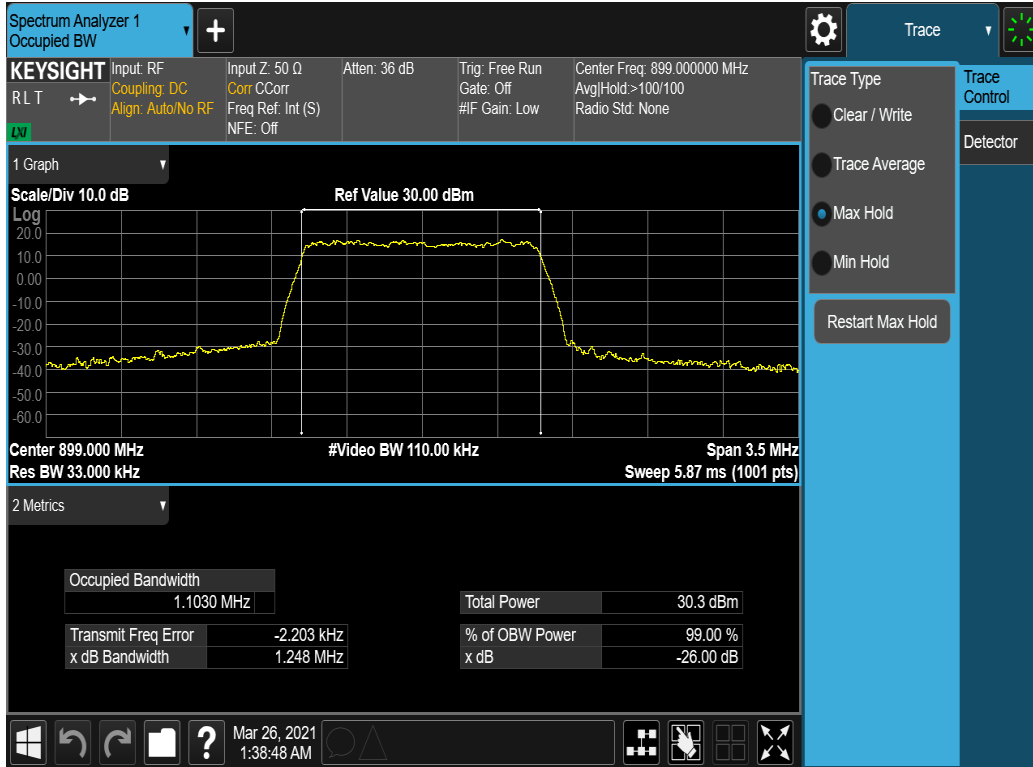 Spectrum Analyzer 1
Occupied BW
▼
+
Trace
▼
KEYSIGHT
R L T
LXI
Input: RF
Coupling: DC
Align: Auto/No RF
Input Z: 50 Ω
Corr CCorr
Freq Ref: Int (S)
NFE: Off
Atten: 36 dB
Trig: Free Run
Gate: Off
#IF Gain: Low
Center Freq: 899.000000 MHz
Avg|Hold:>100/100
Radio Std: None
Trace Type
Clear / Write
Trace Average
Max Hold
Min Hold
Restart Max Hold
Trace
Control
Detector
1 Graph ▼
Scale/Div 10.0 dB
Ref Value 30.00 dBm
Log
20.0
10.0
0.00
-10.0
-20.0
-30.0
-40.0
-50.0
-60.0
Center 899.000 MHz
#Video BW 110.00 kHz
Span 3.5 MHz
Res BW 33.000 kHz
Sweep 5.87 ms (1001 pts)
2 Metrics ▼
Occupied Bandwidth
1.1030 MHz
Total Power 30.3 dBm
Transmit Freq Error -2.203 kHz
% of OBW Power 99.00 %
x dB Bandwidth 1.248 MHz
x dB -26.00 dB
?
Mar 26, 2021
1:38:48 AM